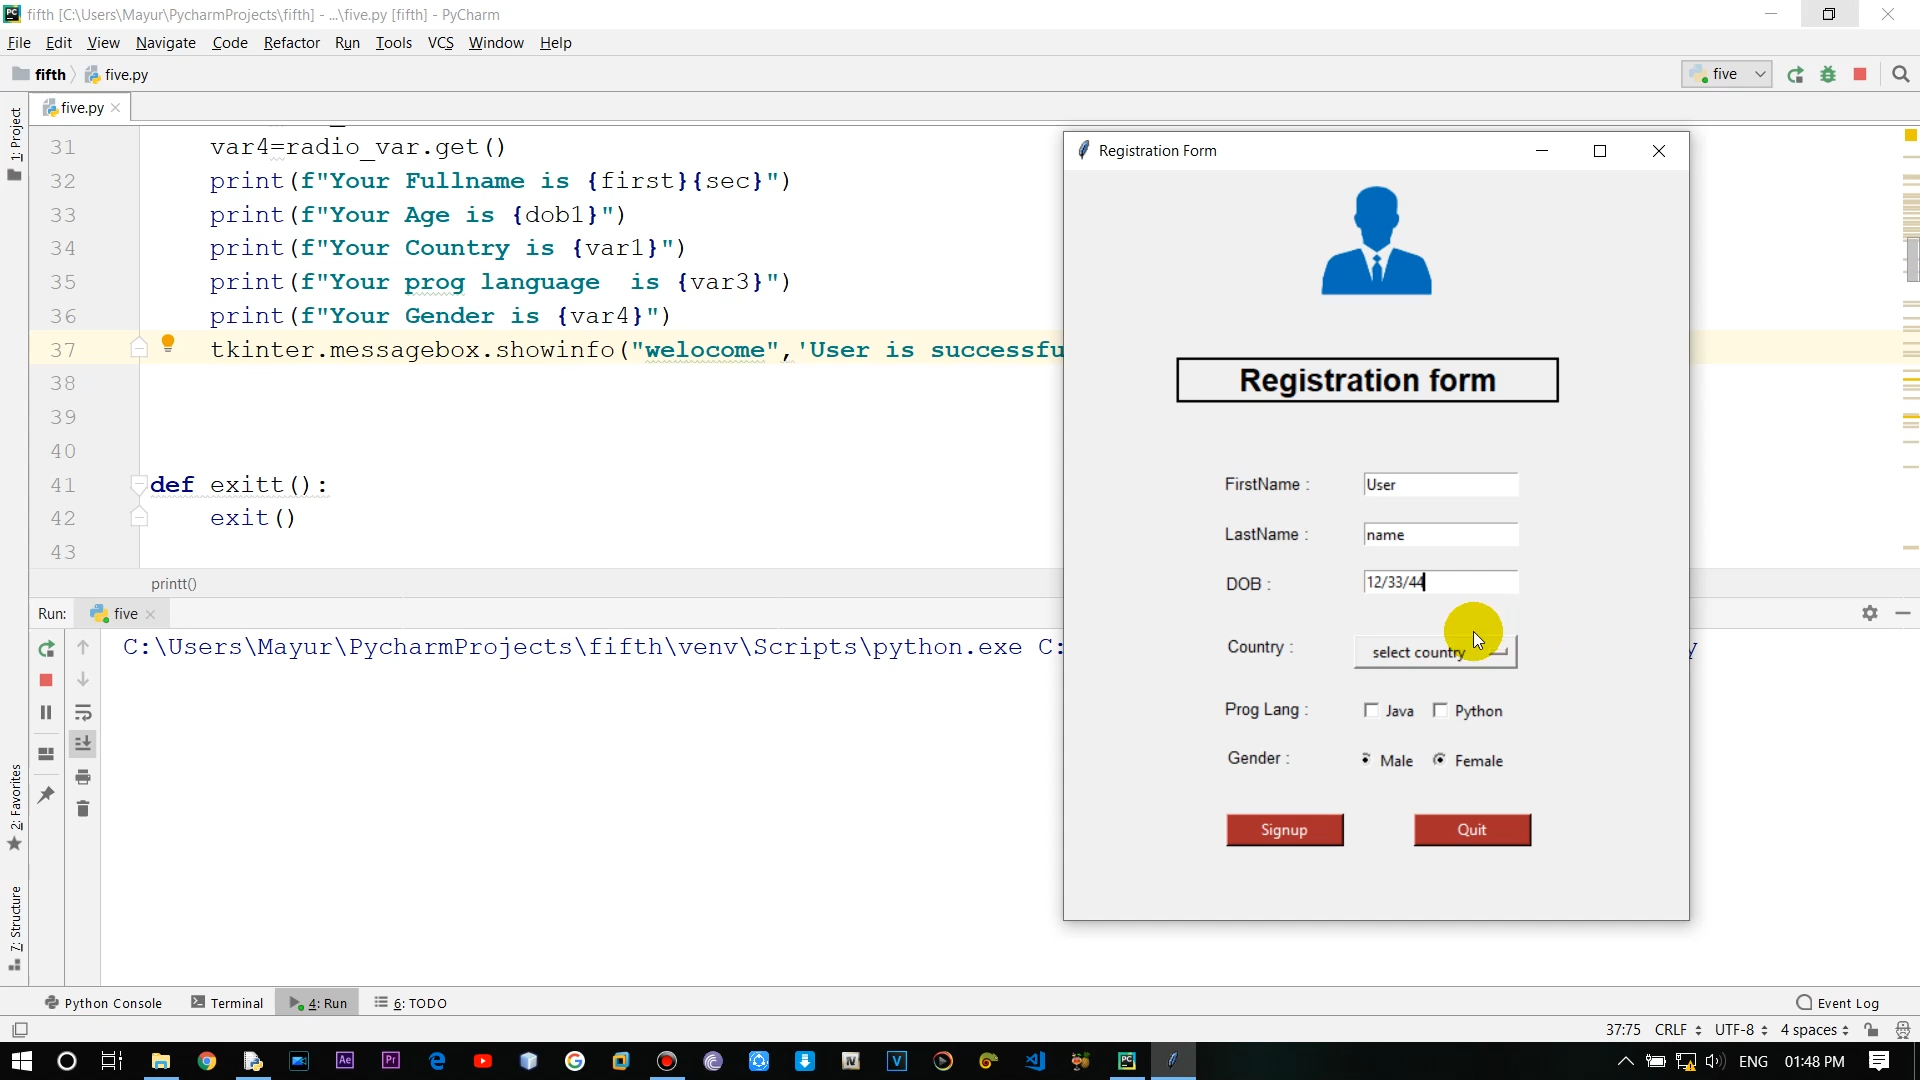 fifth [C:\Users\Mayur\PycharmProjects\fifth] - ...\five.py [fifth] - PyCharm
File Edit View Navigate Code Refactor Run Tools VCS Window Help
fifth five.py
five
five.py
1: Project
31 var4=radio_var.get()
32 print(f"Your Fullname is {first}{sec}")
33 print(f"Your Age is {dob1}")
34 print(f"Your Country is {var1}")
35 print(f"Your prog language  is {var3}")
36 print(f"Your Gender is {var4}")
37 tkinter.messagebox.showinfo("welocome",'User is successfu
38
39
40
41 def exitt():
42 exit()
43
printt()
Registration Form
Registration form
FirstName : User
LastName : name
DOB : 12/33/44
Country : select country
Prog Lang : Java Python
Gender : Male Female
Signup Quit
Run: five
C:\Users\Mayur\PycharmProjects\fifth\venv\Scripts\python.exe C:
2: Favorites
7: Structure
Python Console Terminal 4: Run 6: TODO Event Log
37:75 CRLF UTF-8 4 spaces
Ae Pr N V ENG 01:48 PM